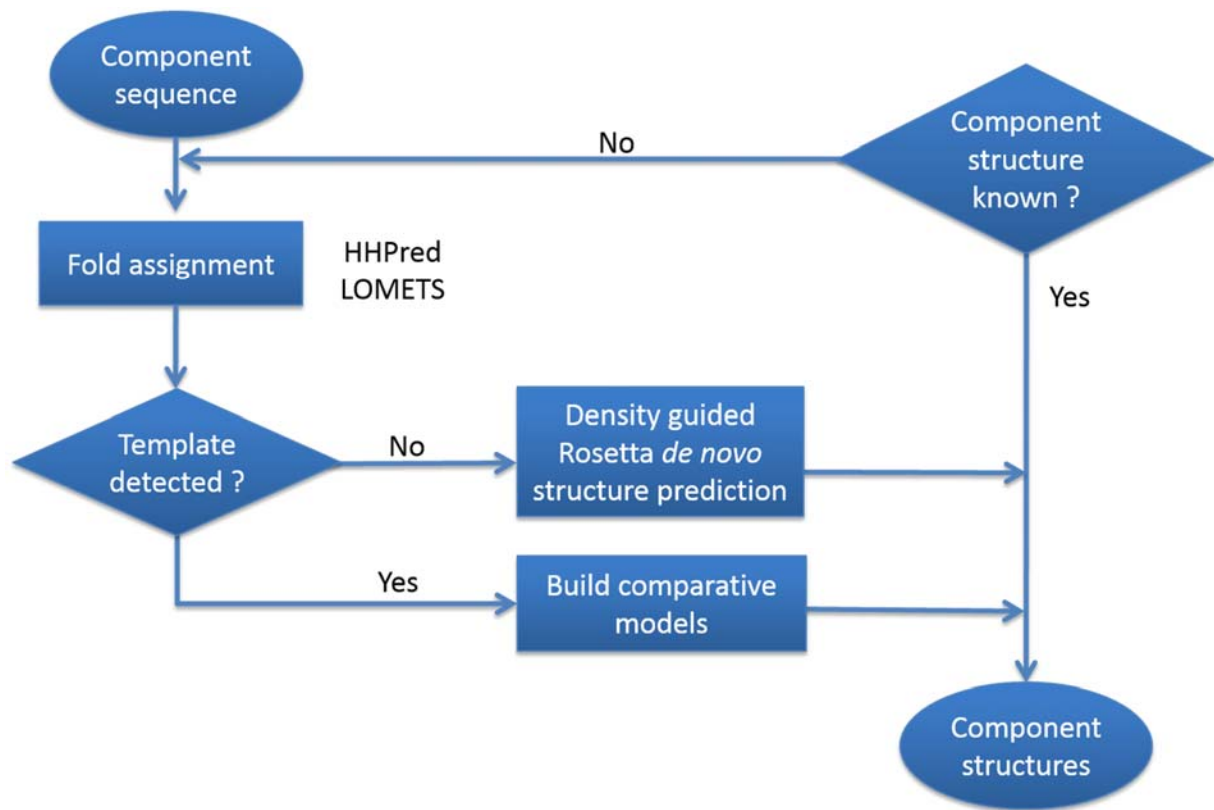 Component
sequence
Component
structure
known ?
No
Fold assignment
HHPred
LOMETS
Yes
Template
detected ?
No
Density guided
Rosetta de novo
structure prediction
Yes
Build comparative
models
Component
structures